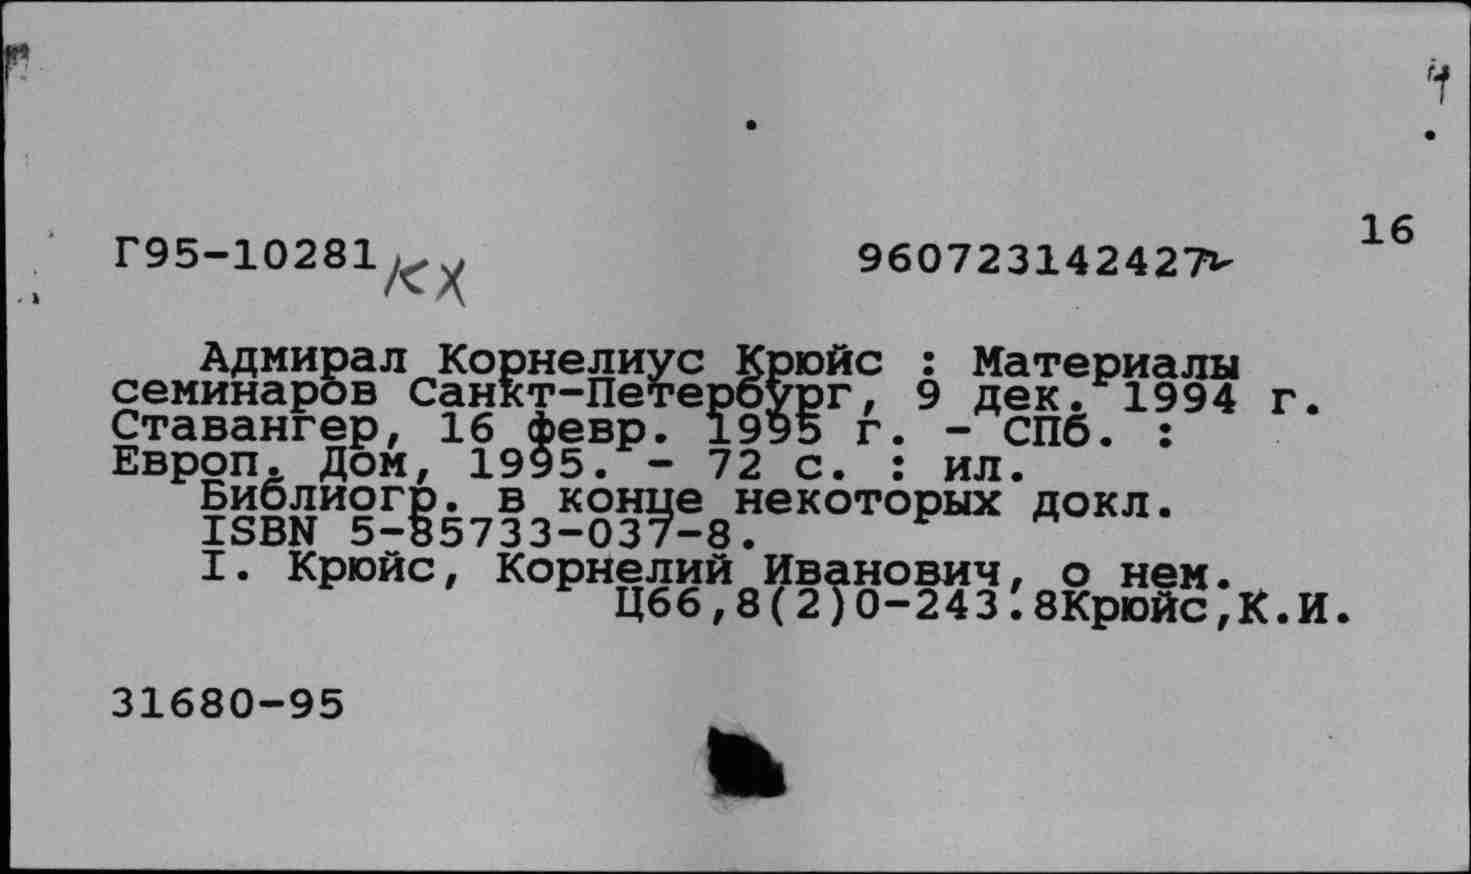 16
Г95-10281 КХ 960723142427
Адмирал Корнелиус Крюйс : Материалы
семинаров Санкт-Петербург, 9 дек. 1994 г.
Ставангер, 16 февр. 1995 г. - СПб. :
Европ. Дом, 1995. - 72 с. : ил.
Библиогр. в конце некоторых докл.
ISBN 5-85733-037-8.
I. Крюйс, Корнелий Иванович, о нем.
Ц66,8(2)0-243.8Крюйс,К.И.
31680-95